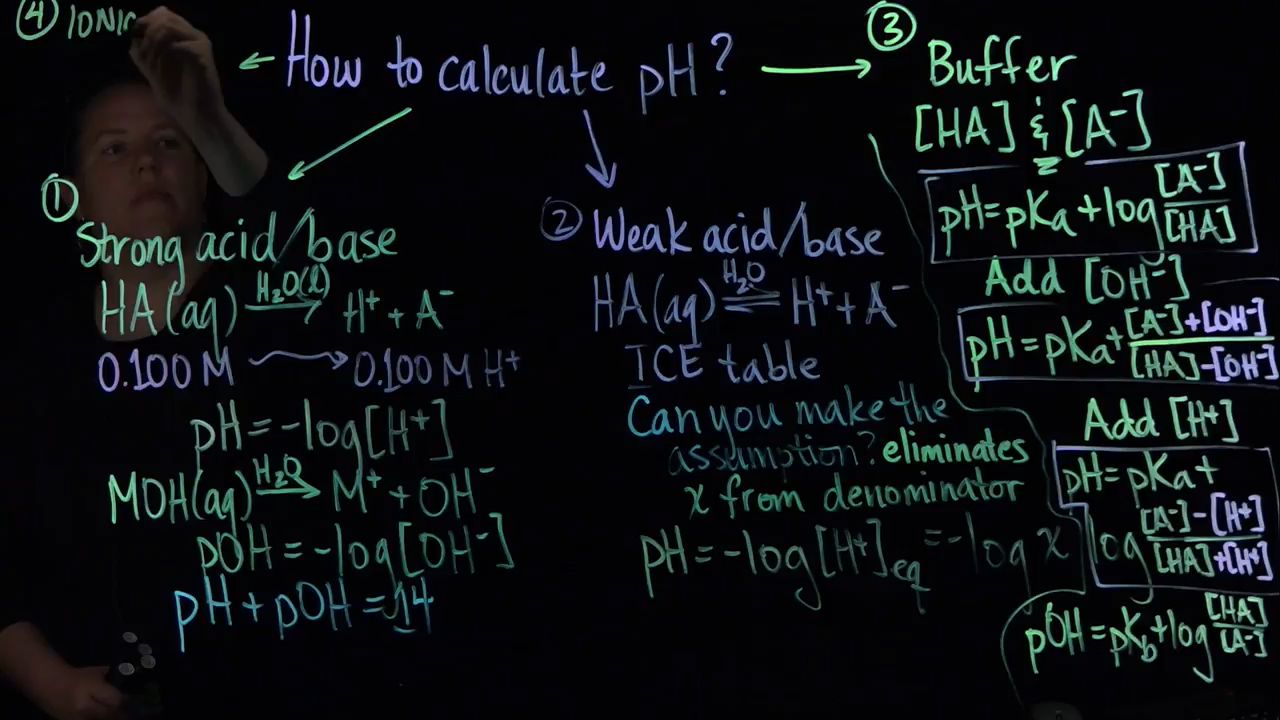 ④ IONIC
← How to calculate pH? →
①
Strong acid/base
HA(aq) H₂O(l)→ H⁺ + A⁻
0.100 M → 0.100 M H⁺
pH = -log[H⁺]
MOH(aq) H₂O→ M⁺ + OH⁻
pOH = -log[OH⁻]
pH + pOH = 14
② Weak acid/base
HA(aq) H₂O⇌ H⁺ + A⁻
ICE table
Can you make the
assumption? eliminates
x from denominator
pH = -log[H⁺]eq = -log x
③
Buffer
[HA] & [A⁻]
pH = pKa + log [A⁻]/[HA]
Add [OH⁻]
pH = pKa + [A⁻]+[OH⁻]/[HA]-[OH⁻]
Add [H⁺]
pH = pKa +
log [A⁻]-[H⁺]/[HA]+[H⁺]
pOH = pKb + log [HA]/[A⁻]